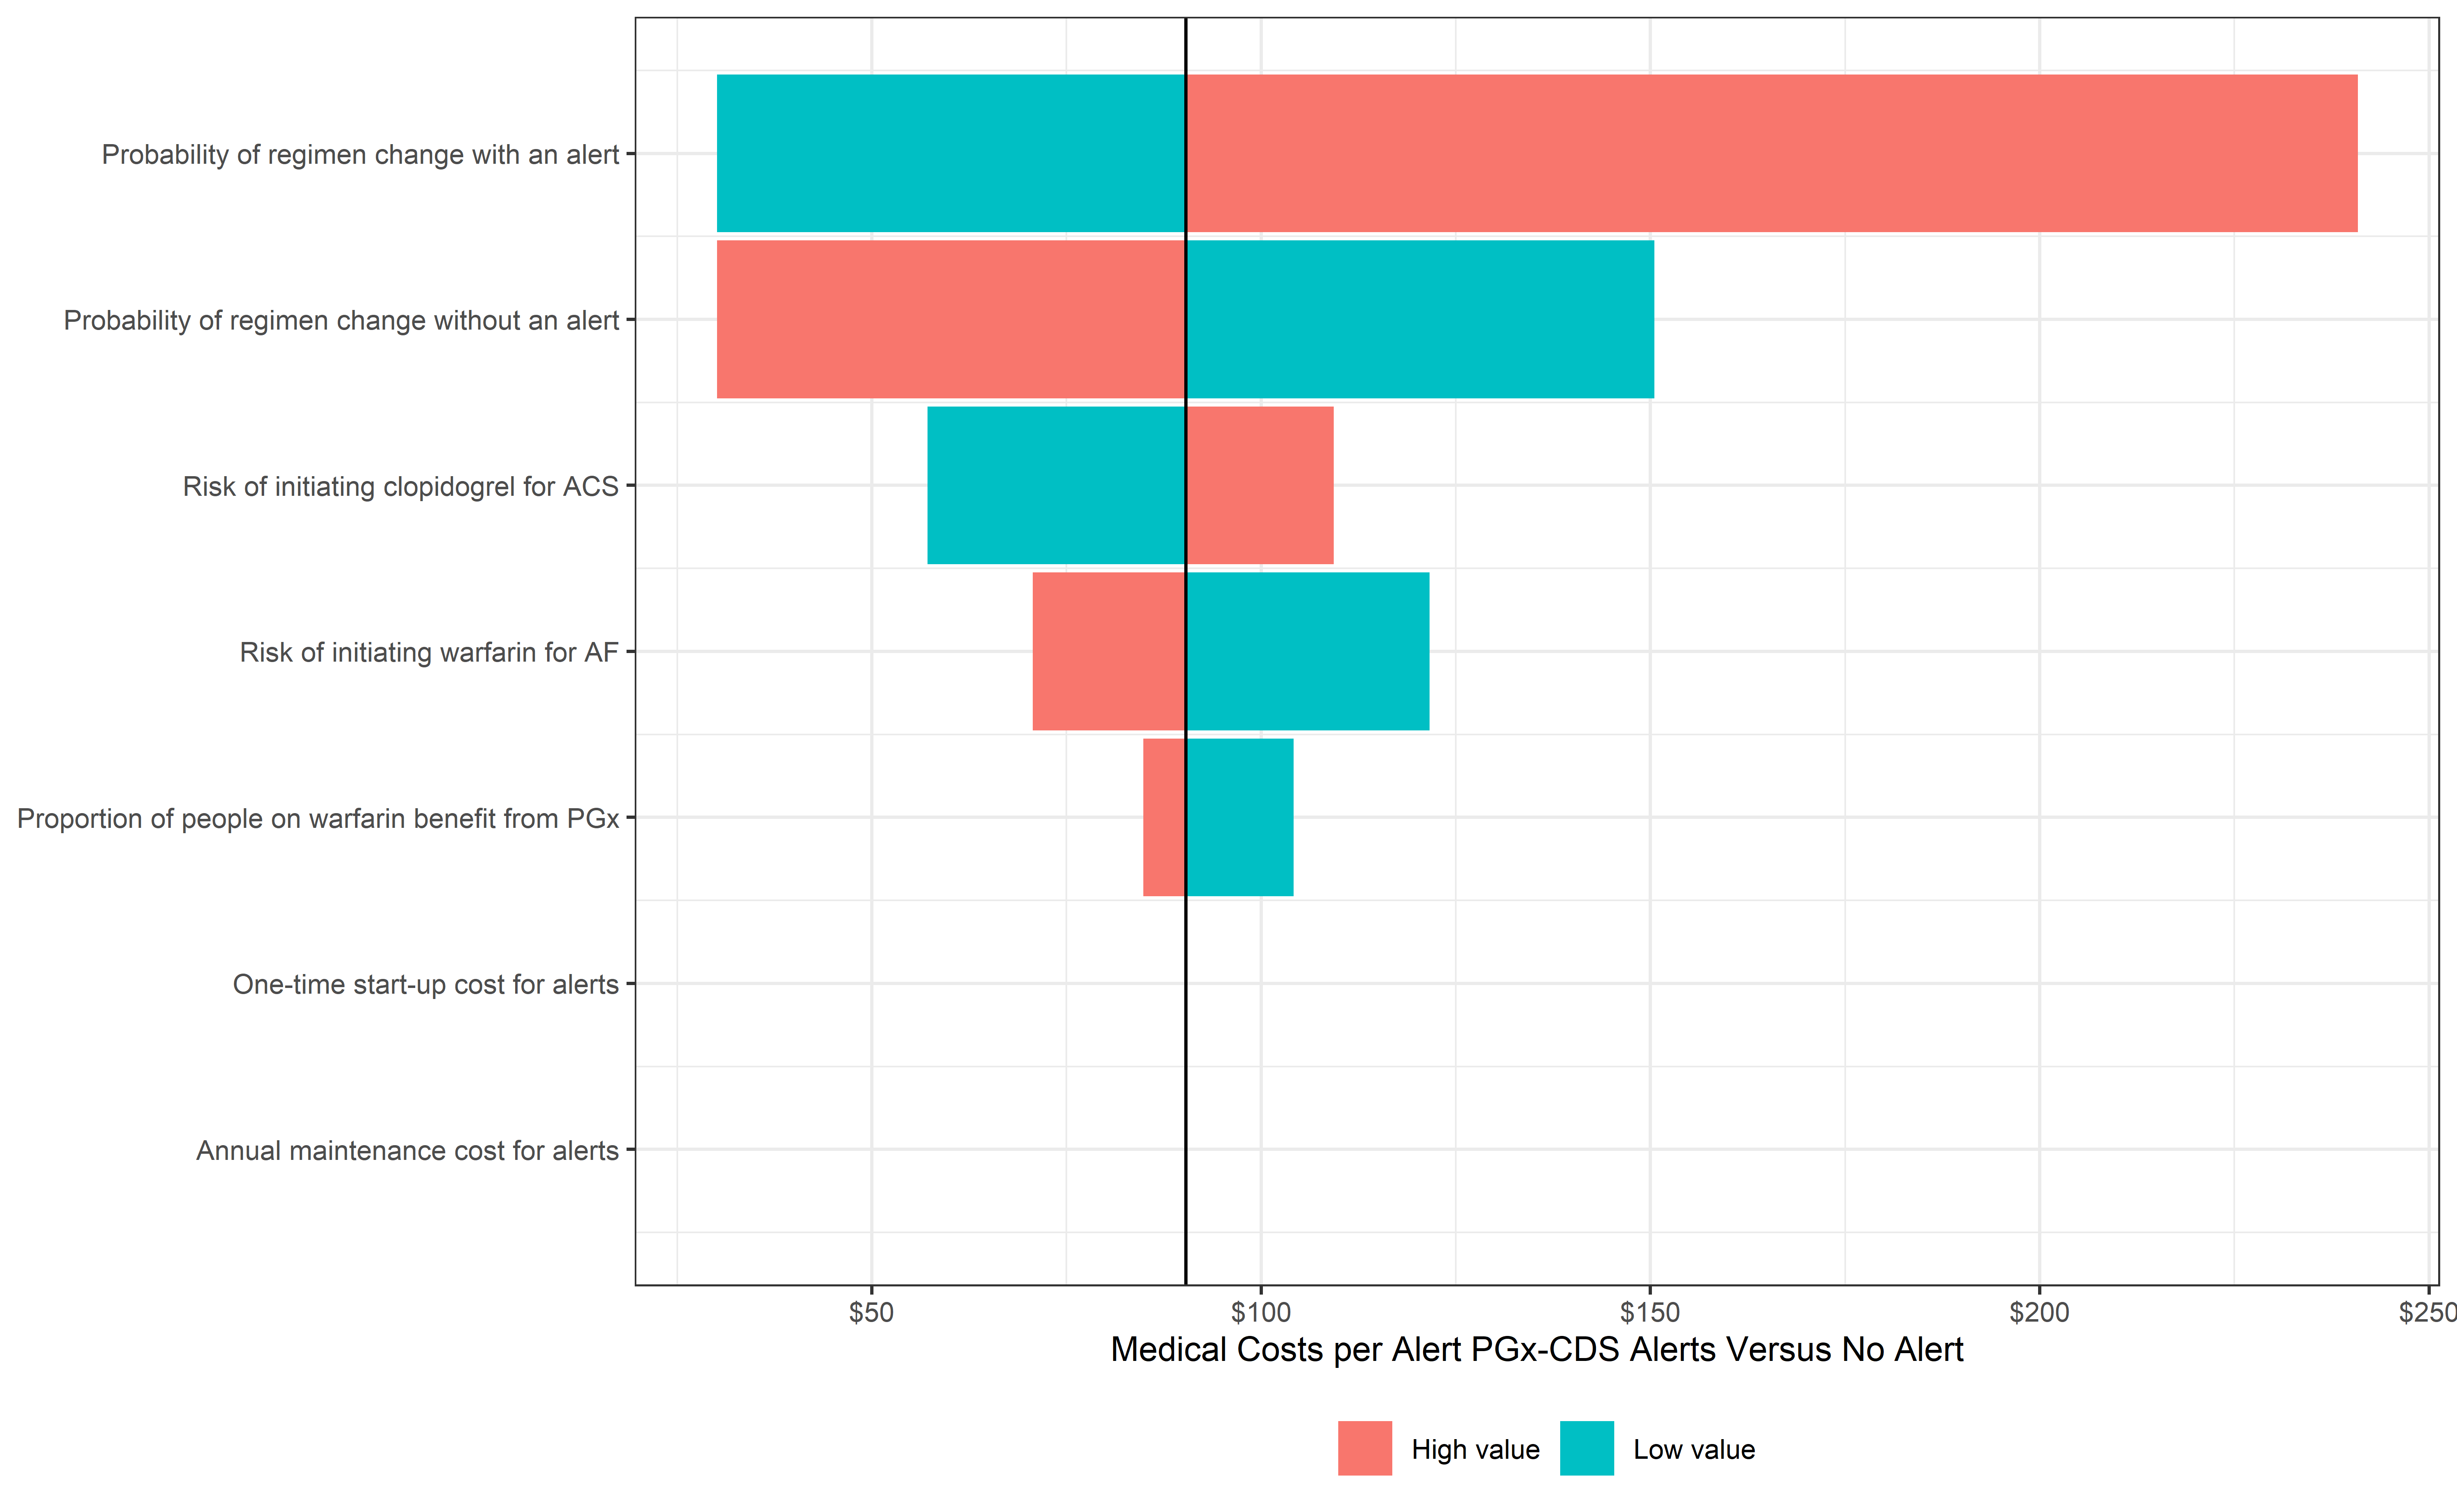 Probability of regimen change with an alert
Probability of regimen change without an alert
Risk of initiating clopidogrel for ACS
Risk of initiating warfarin for AF
Proportion of people on warfarin benefit from PGx
One-time start-up cost for alerts
Annual maintenance cost for alerts
$50 $100 $150 $200 $250
Medical Costs per Alert PGx-CDS Alerts Versus No Alert
High value Low value